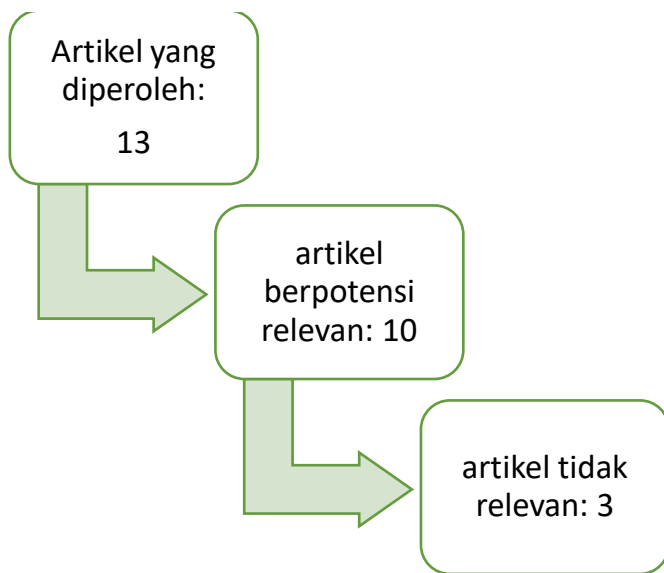 Artikel yang
diperoleh:
13
artikel
berpotensi
relevan: 10
artikel tidak
relevan: 3